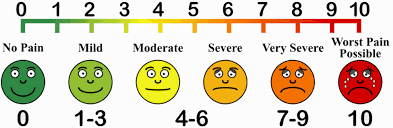 0 1 2 3 4 5 6 7 8 9 10
No Pain Mild Moderate Severe Very Severe Worst Pain
Possible
0 1-3 4-6 7-9 10